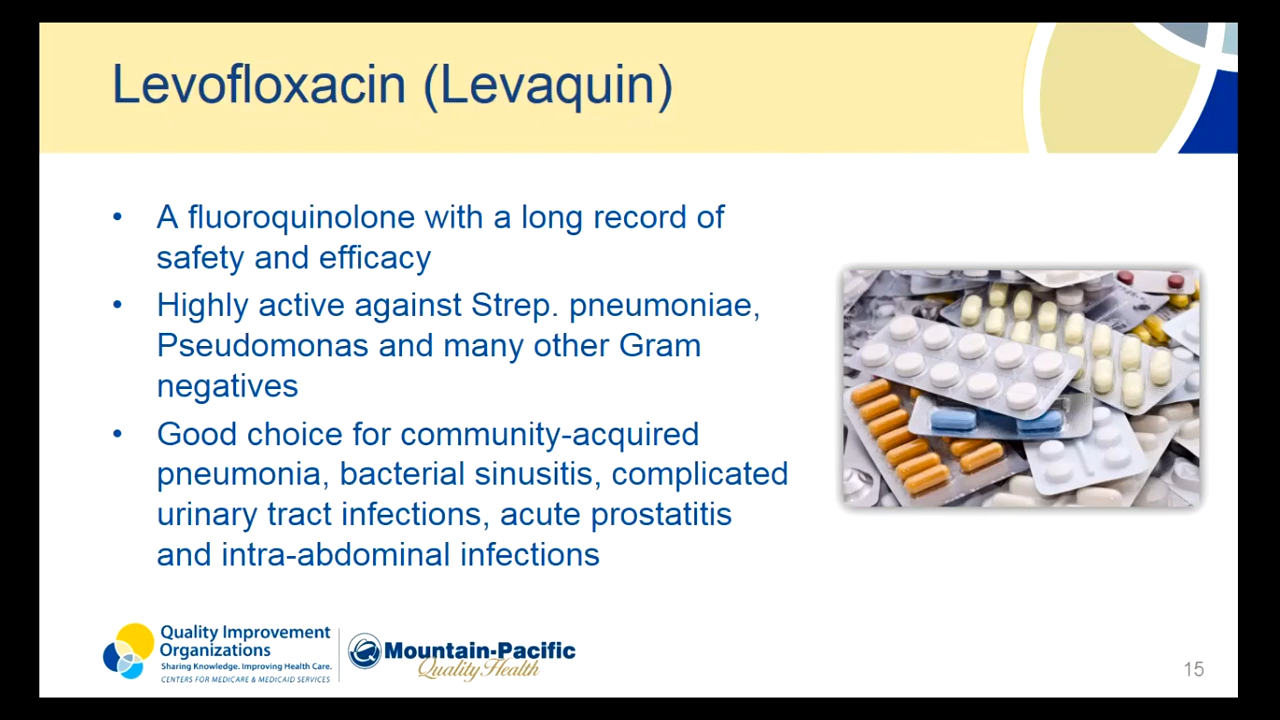 Levofloxacin (Levaquin)
• A fluoroquinolone with a long record of
safety and efficacy
• Highly active against Strep. pneumoniae,
Pseudomonas and many other Gram
negatives
• Good choice for community-acquired
pneumonia, bacterial sinusitis, complicated
urinary tract infections, acute prostatitis
and intra-abdominal infections
Quality Improvement
Organizations
Sharing Knowledge. Improving Health Care.
CENTERS FOR MEDICARE & MEDICAID SERVICES
Mountain-Pacific
Quality Health
15